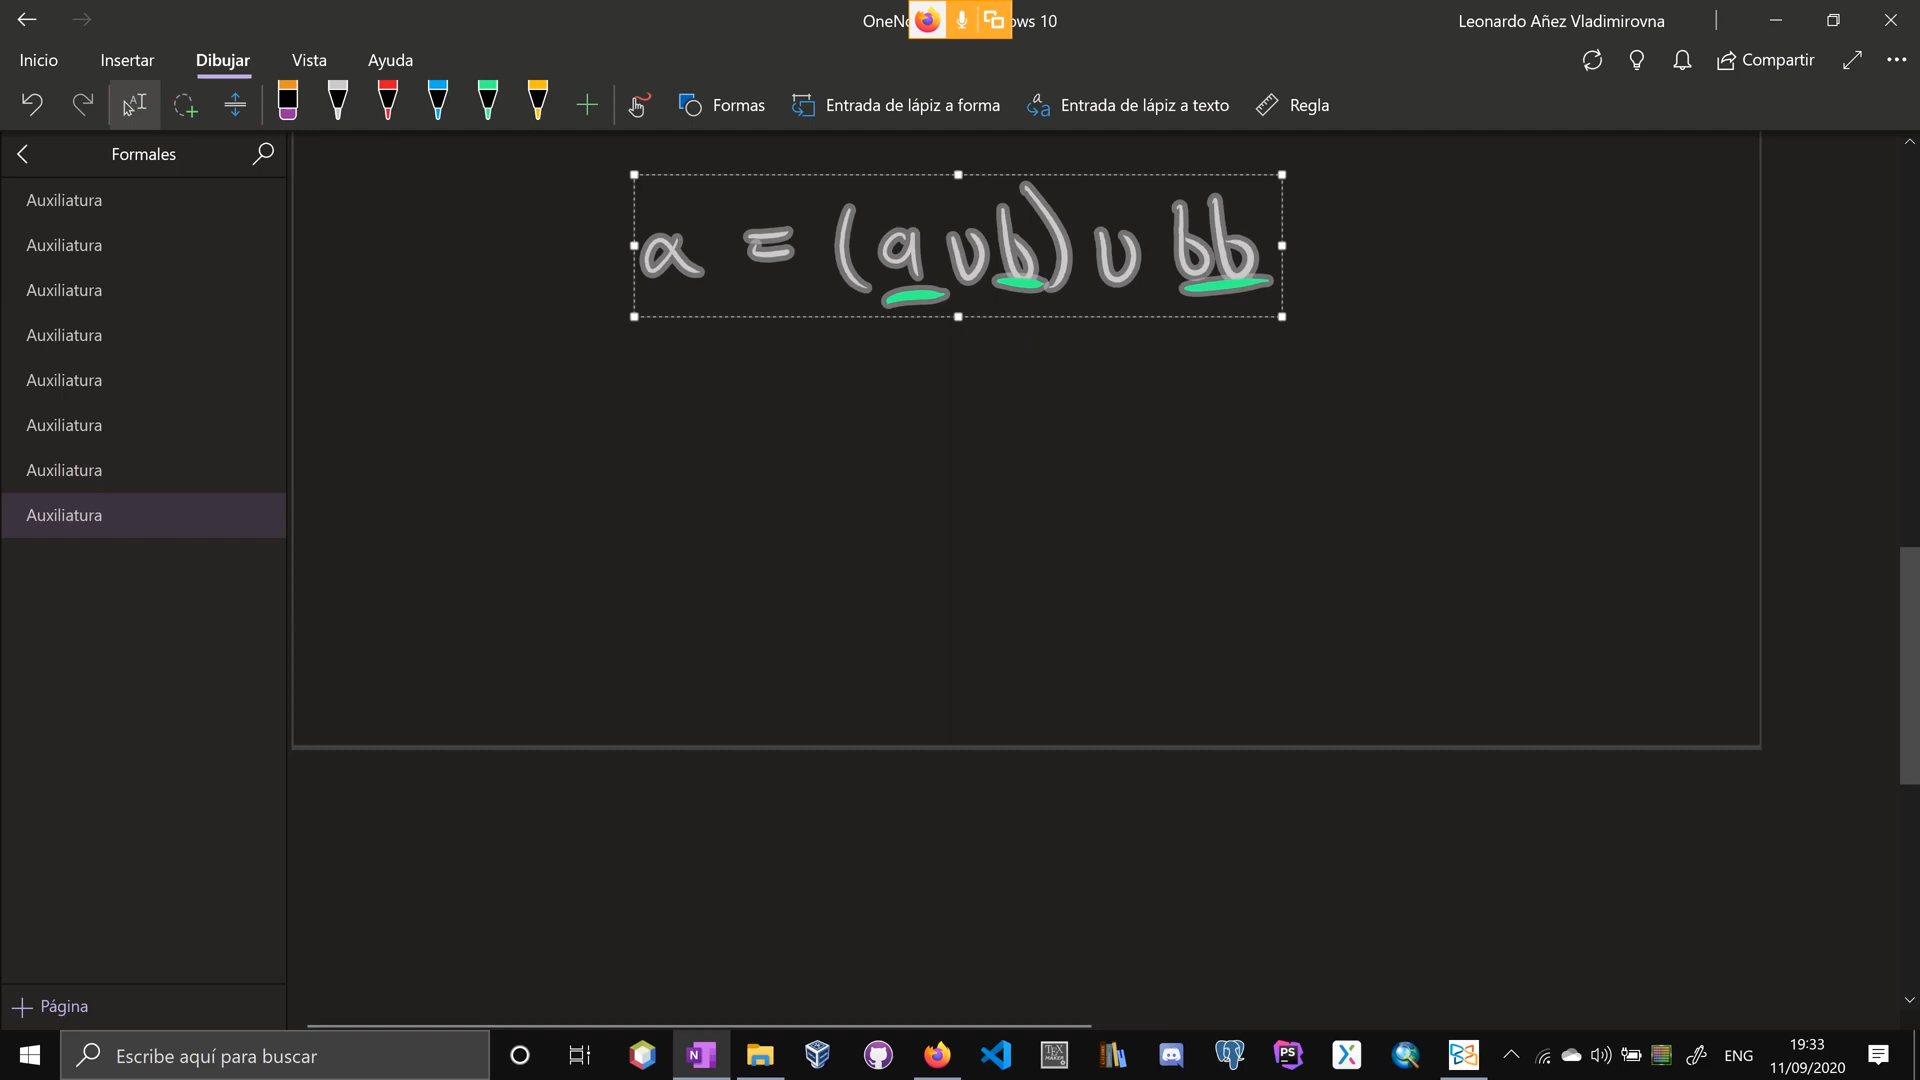 OneNo
ows 10
Leonardo Añez Vladimirovna
Inicio
Insertar
Dibujar
Vista
Ayuda
Compartir
Formas
Entrada de lápiz a forma
Entrada de lápiz a texto
Regla
Formales
Auxiliatura
Auxiliatura
Auxiliatura
Auxiliatura
Auxiliatura
Auxiliatura
Auxiliatura
Auxiliatura
α = (a ∪ b) ∪ bb
Página
Escribe aquí para buscar
ENG
19:33
11/09/2020